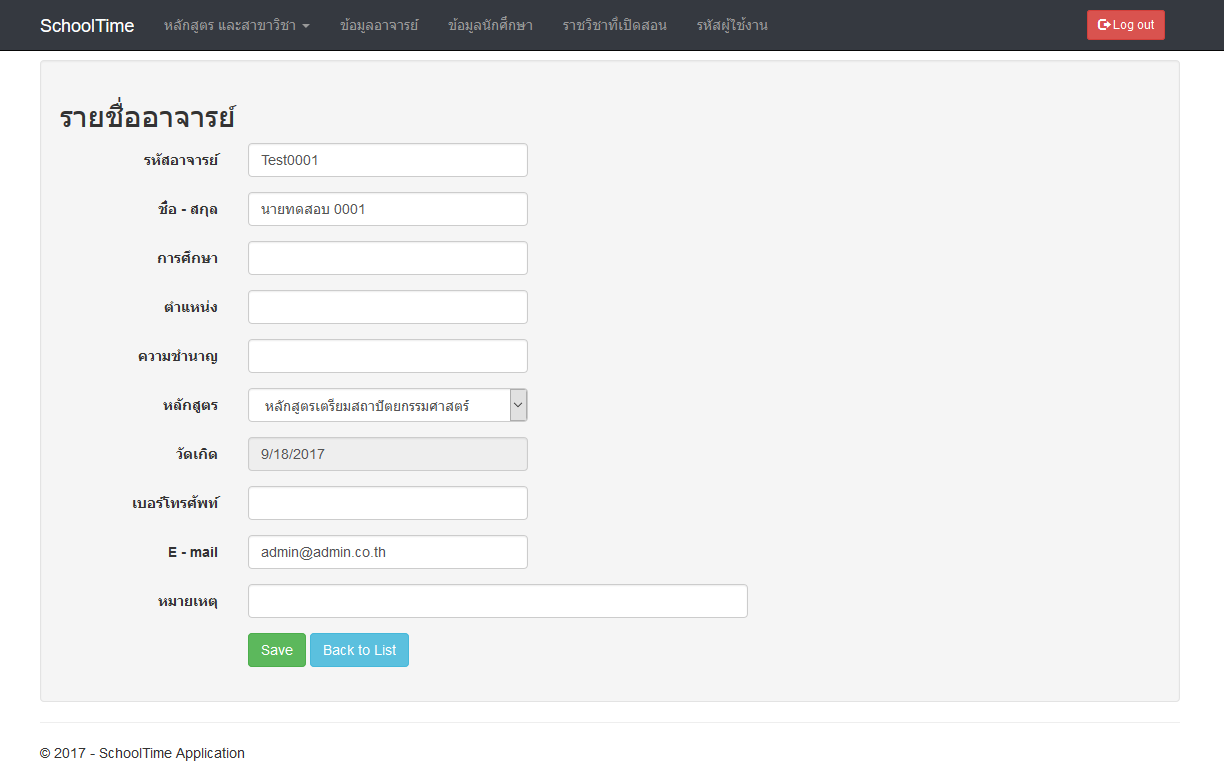 SchoolTime หลักสูตร และสาขาวิชา ข้อมูลอาจารย์ ข้อมูลนักศึกษา ราชวิชาที่เปิดสอน รหัสผู้ใช้งาน Log out
รายชื่ออาจารย์
รหัสอาจารย์ Test0001
ชื่อ - สกุล นายทดสอบ 0001
การศึกษา
ตำแหน่ง
ความชำนาญ
หลักสูตร หลักสูตรเตรียมสถาปัตยกรรมศาสตร์
วัดเกิด 9/18/2017
เบอร์โทรศัพท์
E - mail admin@admin.co.th
หมายเหตุ
Save Back to List
© 2017 - SchoolTime Application